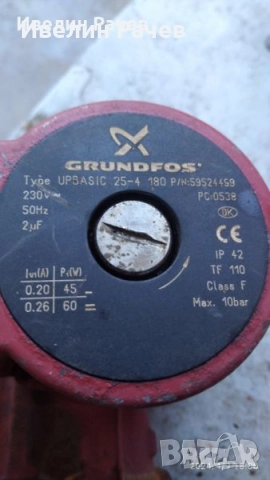 Ивелин Рачев
Ивелин Рачев
GRUNDFOS
Type UPBASIC 25-4 180 P/N:59524459
230V~ PC:0538
50Hz
2µF
DK
CE
I₁/₁(A) P₁(W)
0.20 45
0.26 60
IP 42
TF 110
Class F
Max. 10bar